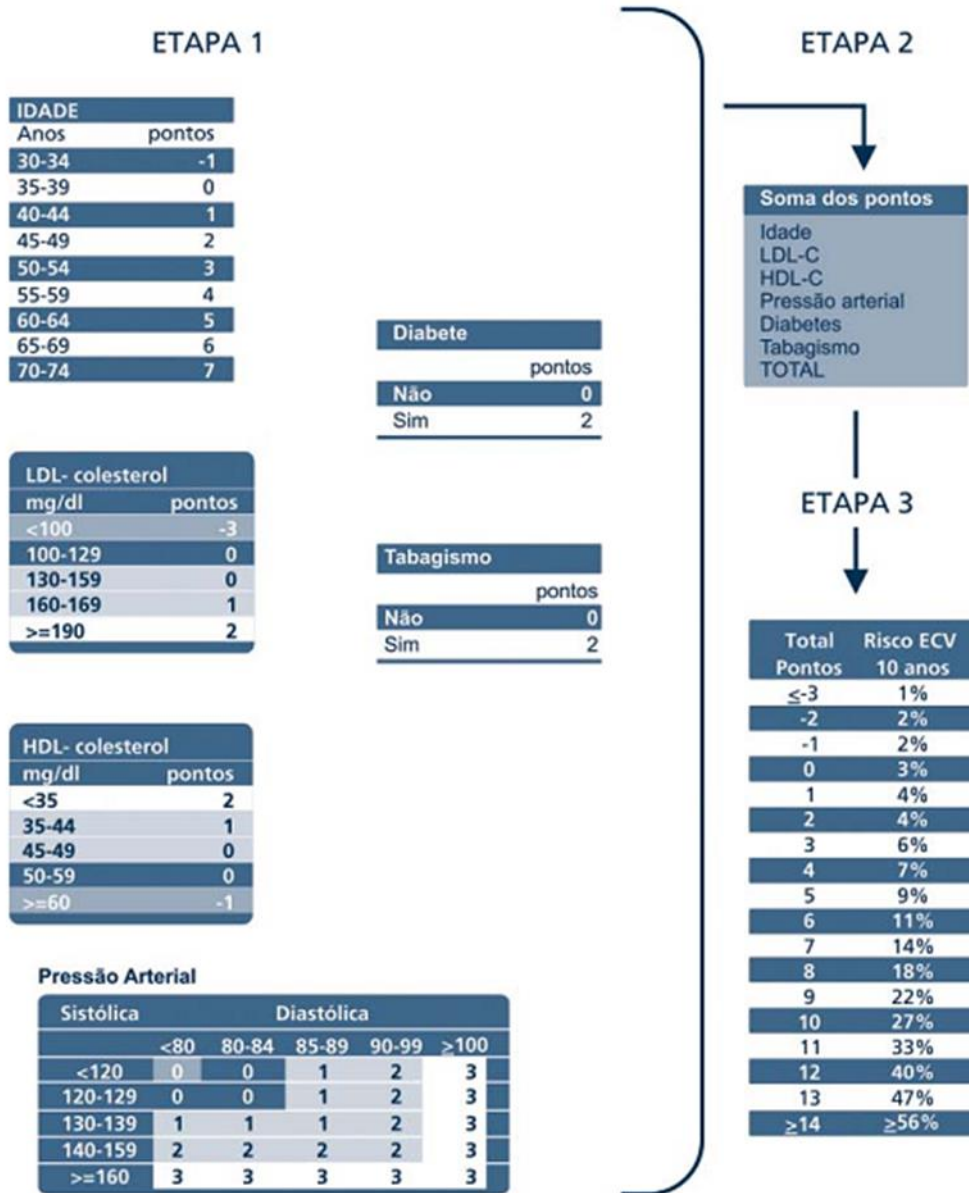 ETAPA 1
IDADE
Anos pontos
30-34 -1
35-39 0
40-44 1
45-49 2
50-54 3
55-59 4
60-64 5
65-69 6
70-74 7
LDL- colesterol
mg/dl pontos
<100 -3
100-129 0
130-159 0
160-169 1
>=190 2
HDL- colesterol
mg/dl pontos
<35 2
35-44 1
45-49 0
50-59 0
>=60 -1
Diabete
pontos
Não 0
Sim 2
Tabagismo
pontos
Não 0
Sim 2
Pressão Arterial
Sistólica Diastólica
<80 80-84 85-89 90-99 ≥100
<120 0 0 1 2 3
120-129 0 0 1 2 3
130-139 1 1 1 2 3
140-159 2 2 2 2 3
>=160 3 3 3 3 3
ETAPA 2
Soma dos pontos
Idade
LDL-C
HDL-C
Pressão arterial
Diabetes
Tabagismo
TOTAL
ETAPA 3
Total Risco ECV
Pontos 10 anos
≤-3 1%
-2 2%
-1 2%
0 3%
1 4%
2 4%
3 6%
4 7%
5 9%
6 11%
7 14%
8 18%
9 22%
10 27%
11 33%
12 40%
13 47%
≥14 ≥56%